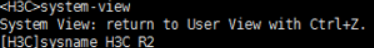 <H3C>system-view
System View: return to User View with Ctrl+Z.
[H3C]sysname H3C R2